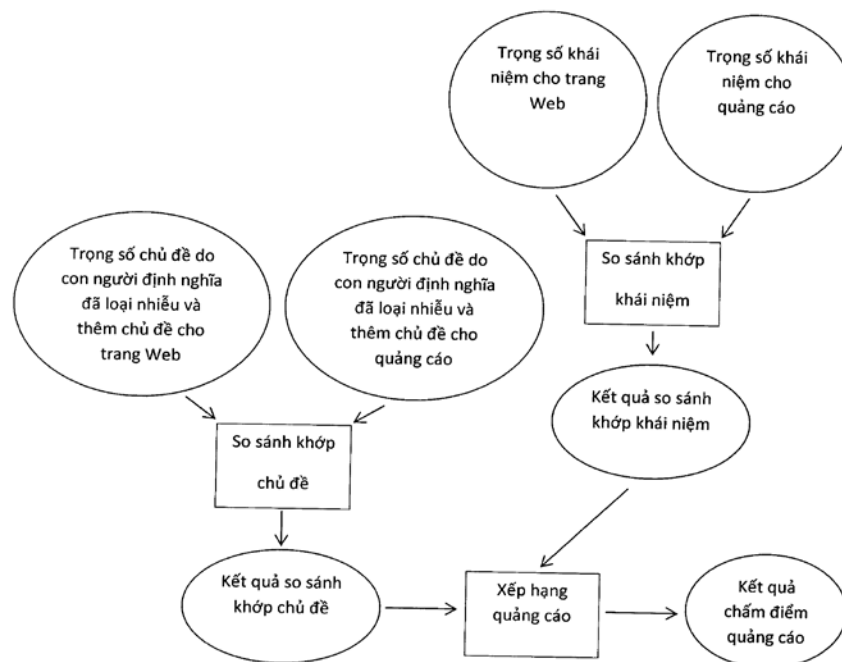 Trọng số khái
niệm cho trang
Web
Trọng số khái
niệm cho
quảng cáo
Trọng số chủ đề do
con người định nghĩa
đã loại nhiễu và
thêm chủ đề cho
trang Web
Trọng số chủ đề do
con người định nghĩa
đã loại nhiễu và
thêm chủ đề cho
quảng cáo
So sánh khớp
khái niệm
So sánh khớp
chủ đề
Kết quả so sánh
khớp khái niệm
Kết quả so sánh
khớp chủ đề
Xếp hạng
quảng cáo
Kết quả
chấm điểm
quảng cáo